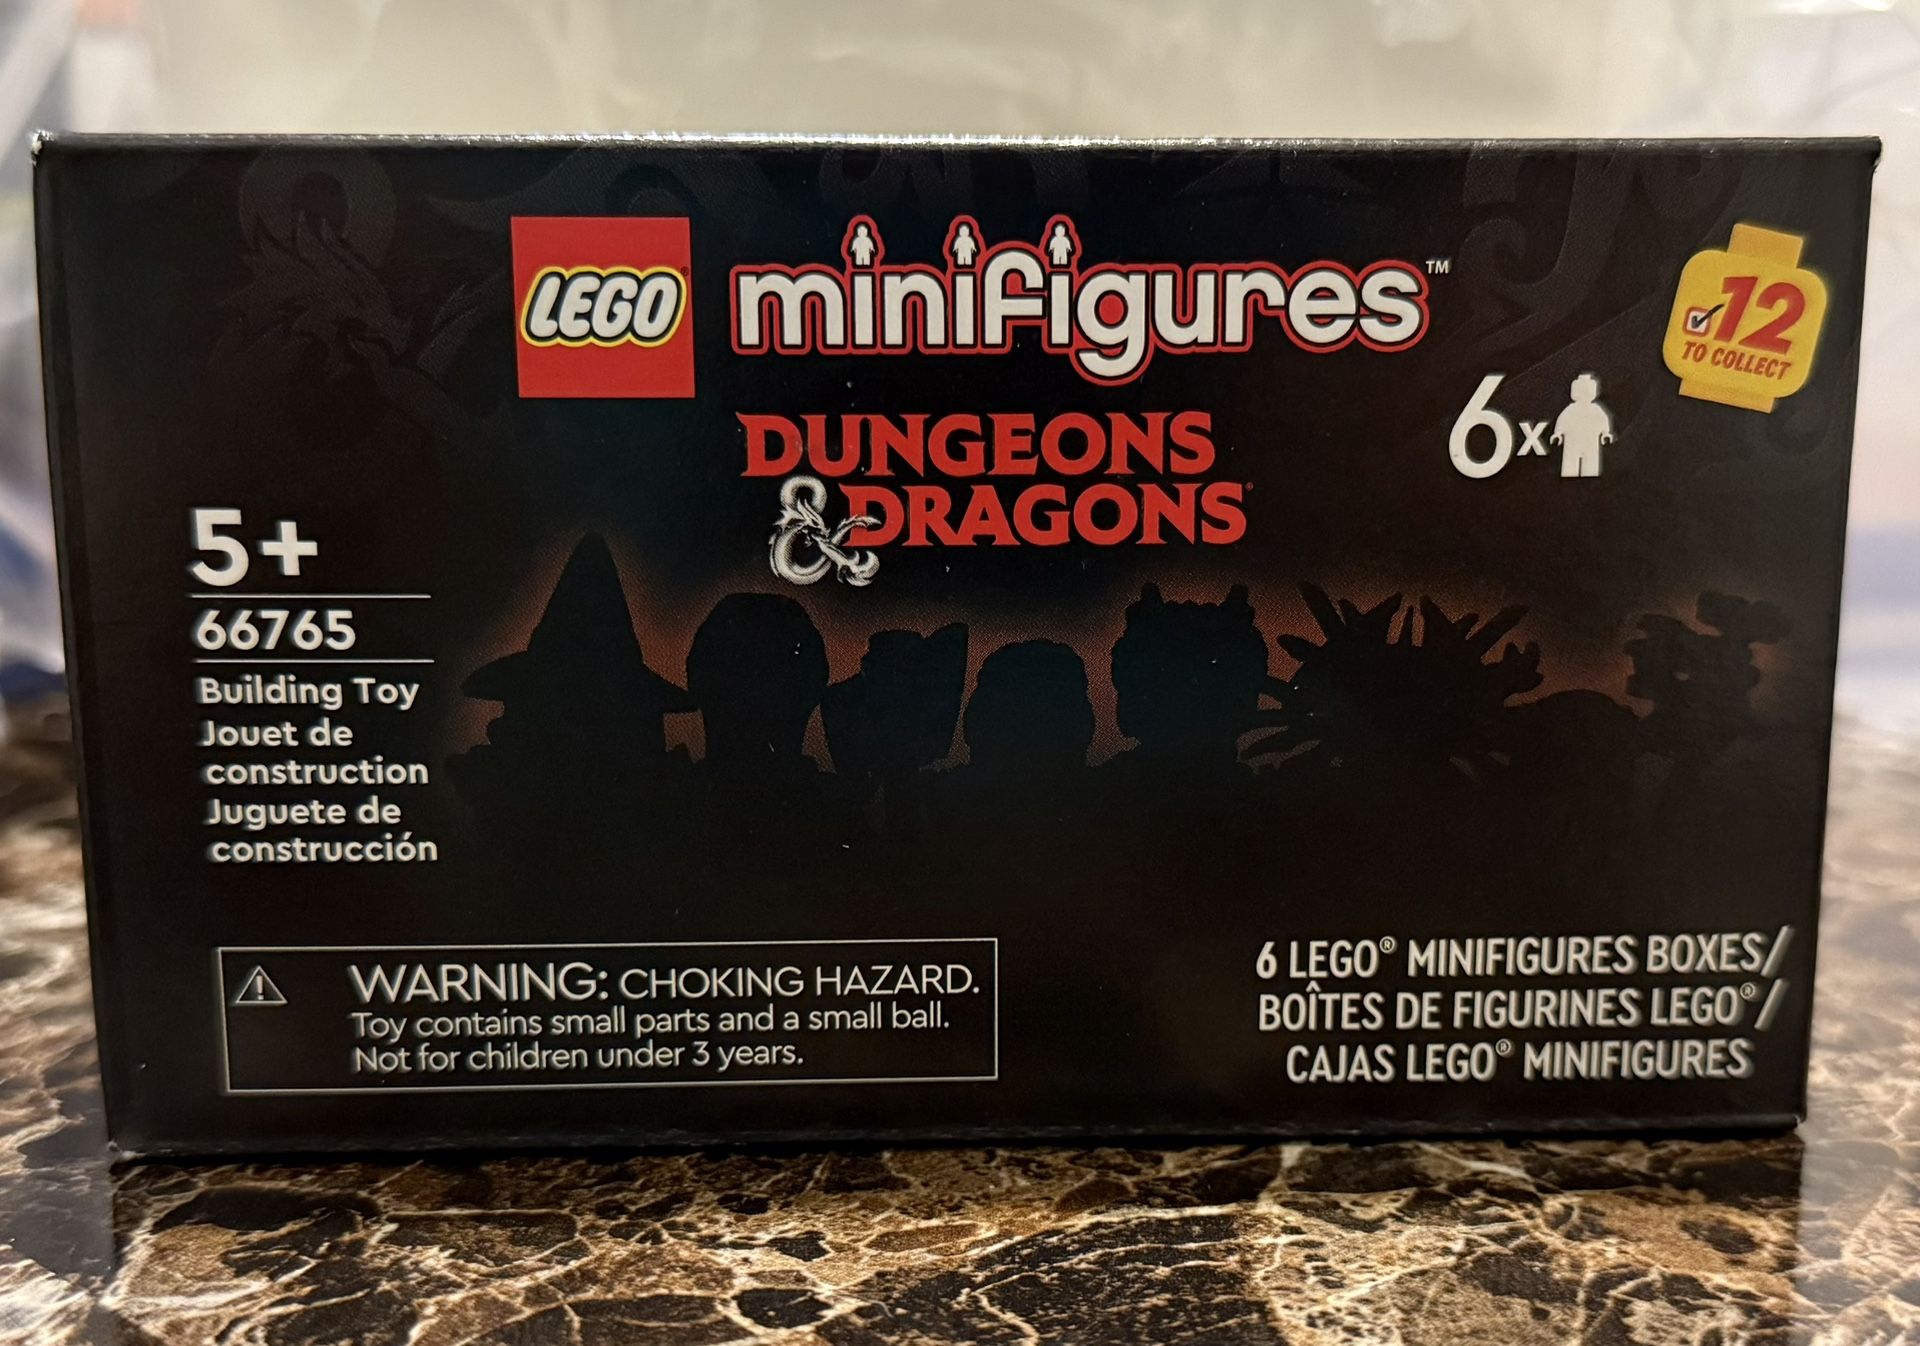 LEGO®
minifigures™
12
TO COLLECT
DUNGEONS
& DRAGONS®
6x
5+
66765
Building Toy
Jouet de
construction
Juguete de
construcción
WARNING: CHOKING HAZARD.
Toy contains small parts and a small ball.
Not for children under 3 years.
6 LEGO® MINIFIGURES BOXES/
BOÎTES DE FIGURINES LEGO®/
CAJAS LEGO® MINIFIGURES